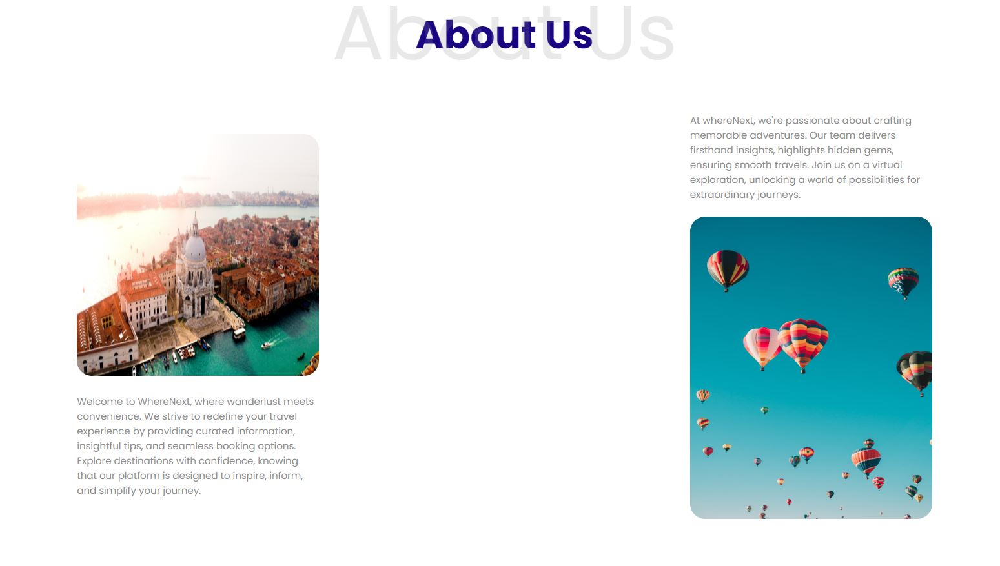 About Us
About Us
Welcome to WhereNext, where wanderlust meets
convenience. We strive to redefine your travel
experience by providing curated information,
insightful tips, and seamless booking options.
Explore destinations with confidence, knowing
that our platform is designed to inspire, inform,
and simplify your journey.
At whereNext, we're passionate about crafting
memorable adventures. Our team delivers
firsthand insights, highlights hidden gems,
ensuring smooth travels. Join us on a virtual
exploration, unlocking a world of possibilities for
extraordinary journeys.